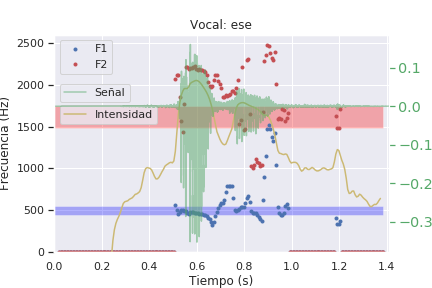 Vocal: ese
Frecuencia (Hz)
2500
2000
1500
1000
500
0
F1
F2
Señal
Intensidad
0.1
0.0
−0.1
−0.2
−0.3
0.0 0.2 0.4 0.6 0.8 1.0 1.2 1.4
Tiempo (s)